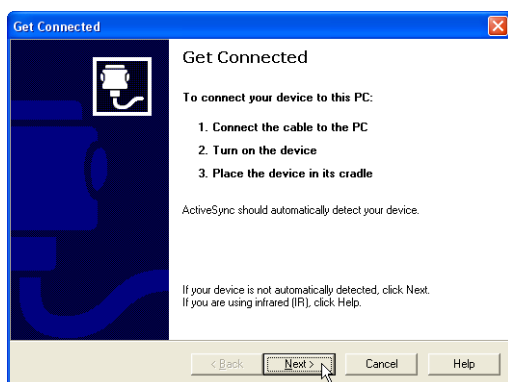 Get Connected
Get Connected
To connect your device to this PC:
1. Connect the cable to the PC
2. Turn on the device
3. Place the device in its cradle
ActiveSync should automatically detect your device.
If your device is not automatically detected, click Next.
If you are using infrared (IR), click Help.
< Back Next > Cancel Help